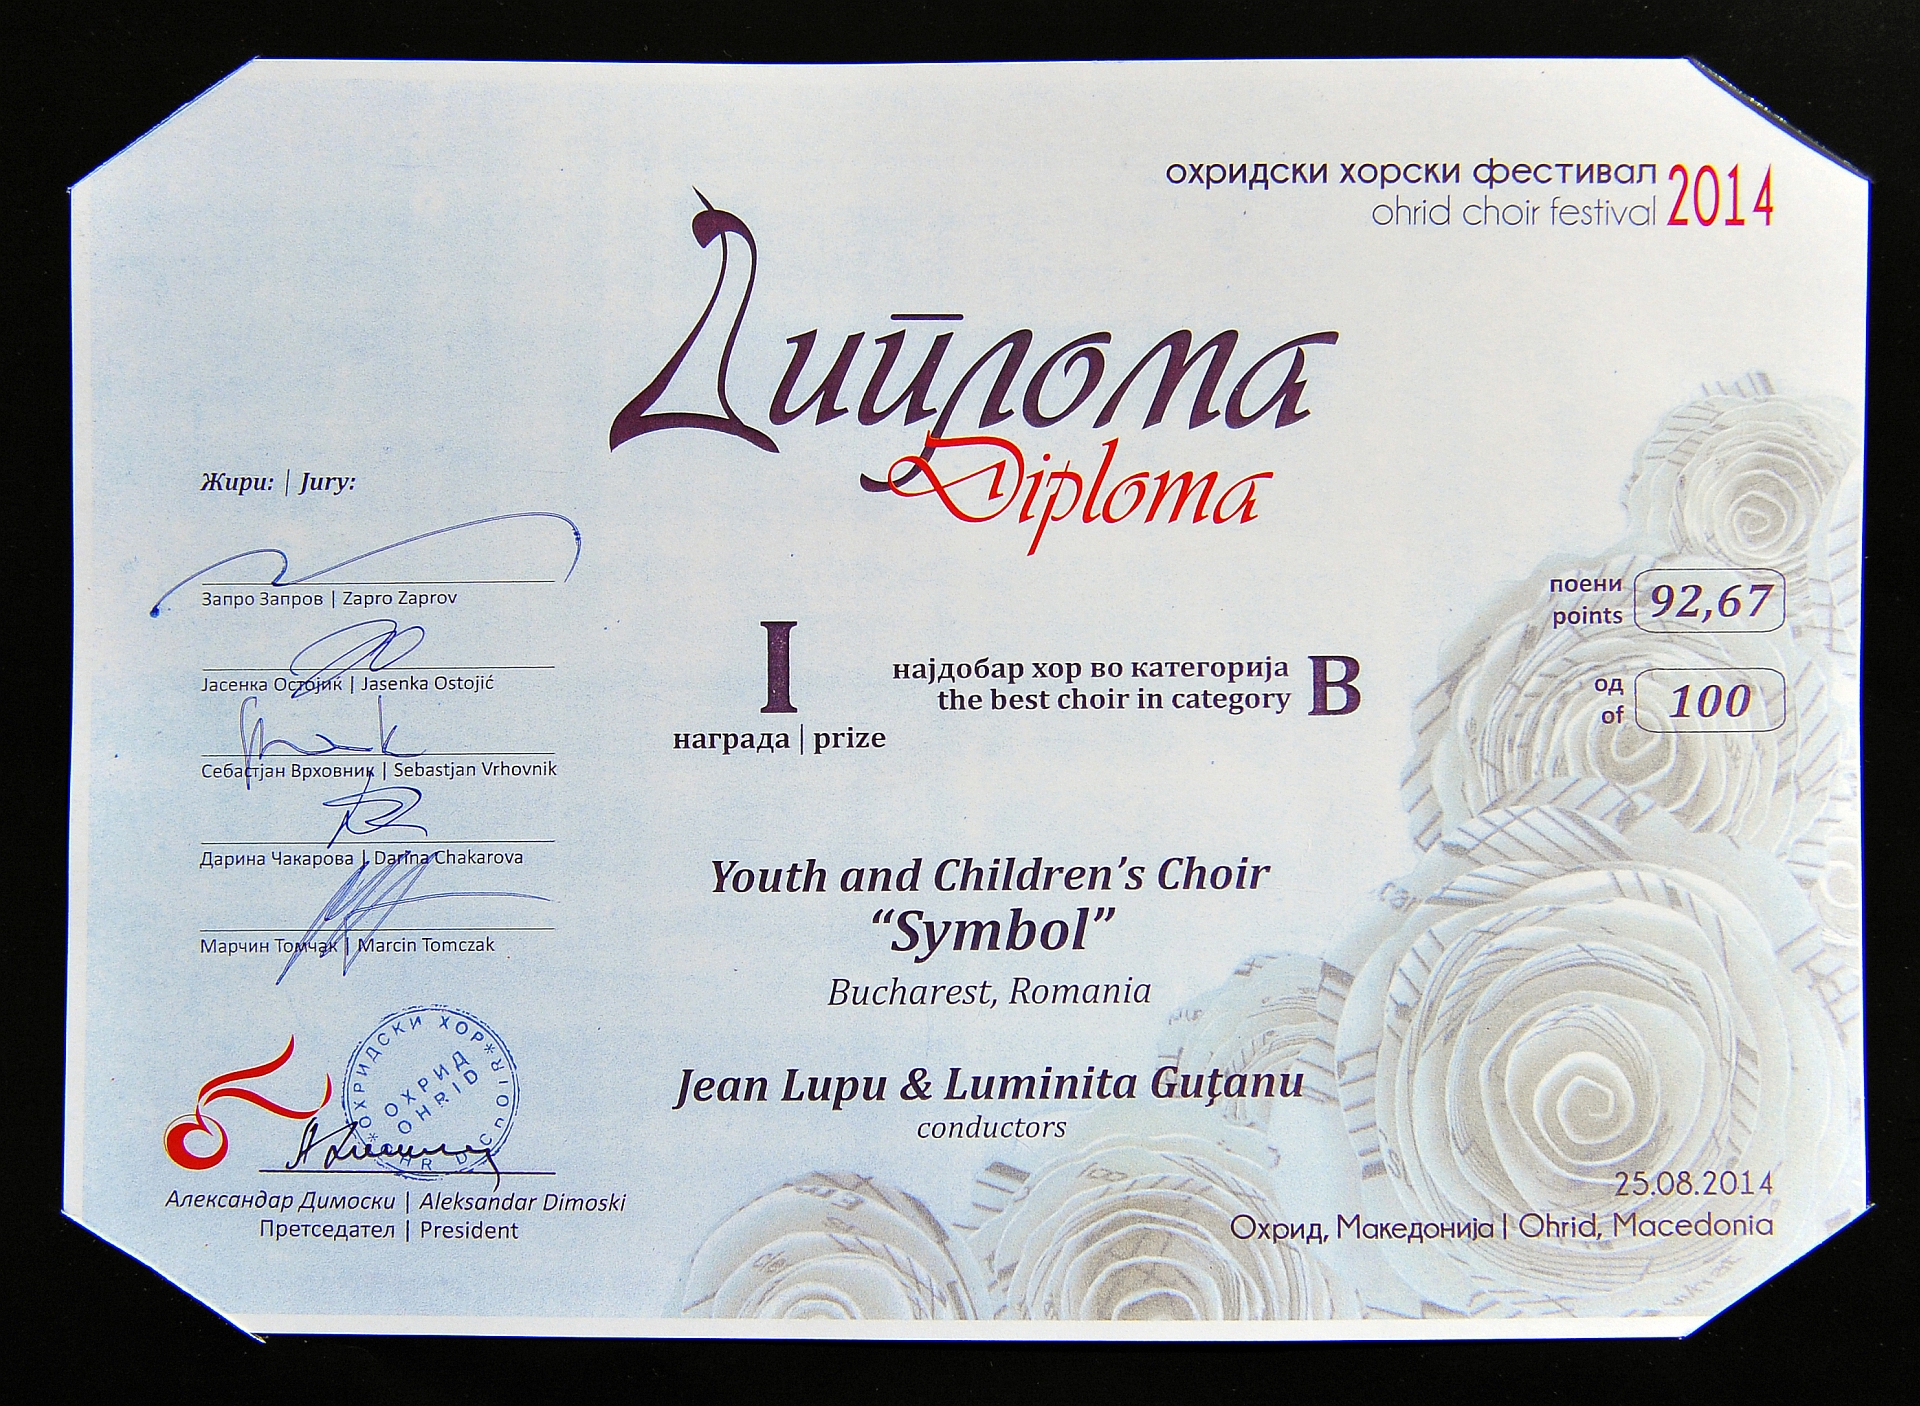 охридски хорски фестивал 2014
ohrid choir festival
Диплома
Diploma
Жири: | Jury:
Запро Запров | Zapro Zaprov
Јасенка Остојиќ | Jasenka Ostojić
Себастјан Врховник | Sebastjan Vrhovnik
Дарина Чакарова | Darina Chakarova
Марчин Томчак | Marcin Tomczak
I
награда | prize
најдобар хор во категорија
the best choir in category B
поени
points 92,67
од
of 100
Youth and Children’s Choir
“Symbol”
Bucharest, Romania
Jean Lupu & Luminita Guţanu
conductors
ОХРИДСКИ ХОР
ОХРИД
OHRID
Александар Димоски | Aleksandar Dimoski
Претседател | President
25.08.2014
Охрид, Македонија | Ohrid, Macedonia